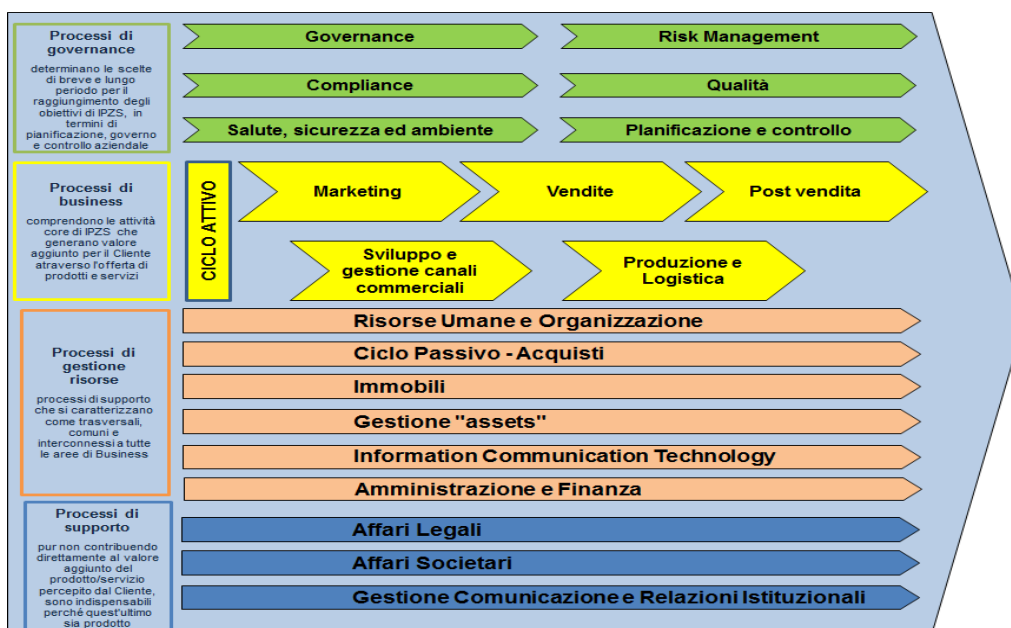 Processi di
governance
determinano le scelte
di breve e lungo
periodo per il
raggiungimento degli
obiettivi di IPZS, in
termini di
pianificazione, governo
e controllo aziendale
Governance
Risk Management
Compliance
Qualità
Salute, sicurezza ed ambiente
Pianificazione e controllo
Processi di
business
comprendono le attività
core di IPZS che
generano valore
aggiunto per il Cliente
atraverso l'offerta di
prodotti e servizi
CICLO ATTIVO
Marketing
Vendite
Post vendita
Sviluppo e
gestione canali
commerciali
Produzione e
Logistica
Processi di
gestione
risorse
processi di supporto
che si caratterizzano
come trasversali,
comuni e
interconnessi a tutte
le aree di Business
Risorse Umane e Organizzazione
Ciclo Passivo - Acquisti
Immobili
Gestione "assets"
Information Communication Technology
Amministrazione e Finanza
Processi di
supporto
pur non contribuendo
direttamente al valore
aggiunto del
prodotto/servizio
percepito dal Cliente,
sono indispensabili
perché quest'ultimo
sia prodotto
Affari Legali
Affari Societari
Gestione Comunicazione e Relazioni Istituzionali